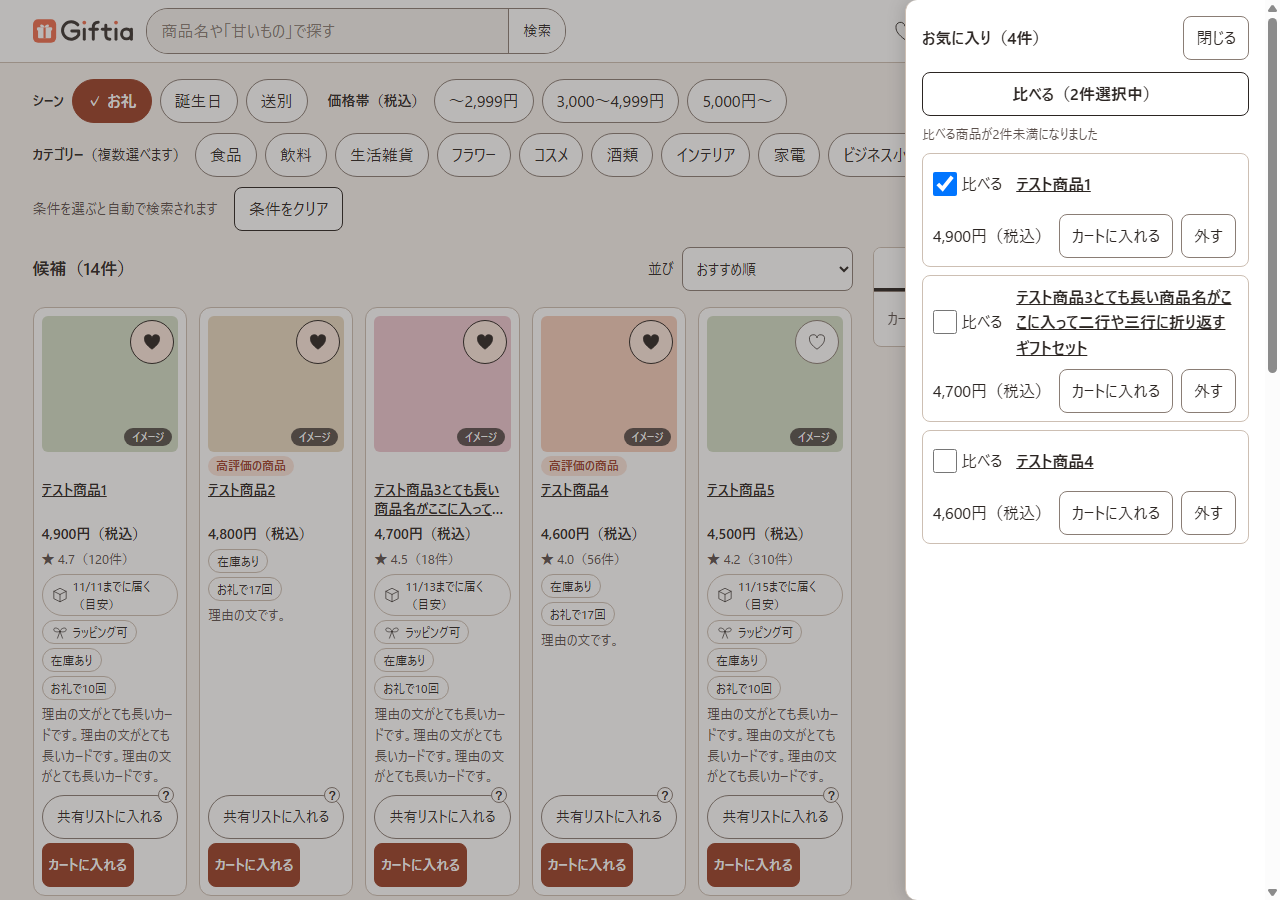 Giftia
商品名や「甘いもの」で探す
検索
シーン
✓ お礼
誕生日
送別
価格帯（税込）
～2,999円
3,000～4,999円
5,000円～
カテゴリー（複数選べます）
食品
飲料
生活雑貨
フラワー
コスメ
酒類
インテリア
家電
ビジネス小
条件を選ぶと自動で検索されます
条件をクリア
候補（14件）
並び
おすすめ順
カー
イメージ
テスト商品1
4,900円（税込）
★ 4.7（120件）
11/11までに届く
（目安）
ラッピング可
在庫あり
お礼で10回
理由の文がとても長いカー
ドです。理由の文がとても
長いカードです。理由の文
がとても長いカードです。
?
共有リストに入れる
カートに入れる
イメージ
高評価の商品
テスト商品2
4,800円（税込）
在庫あり
お礼で17回
理由の文です。
?
共有リストに入れる
カートに入れる
イメージ
テスト商品3とても長い
商品名がここに入って…
4,700円（税込）
★ 4.5（18件）
11/13までに届く
（目安）
ラッピング可
在庫あり
お礼で10回
理由の文がとても長いカー
ドです。理由の文がとても
長いカードです。理由の文
がとても長いカードです。
?
共有リストに入れる
カートに入れる
イメージ
高評価の商品
テスト商品4
4,600円（税込）
★ 4.0（56件）
在庫あり
お礼で17回
理由の文です。
?
共有リストに入れる
カートに入れる
イメージ
テスト商品5
4,500円（税込）
★ 4.2（310件）
11/15までに届く
（目安）
ラッピング可
在庫あり
お礼で10回
理由の文がとても長いカー
ドです。理由の文がとても
長いカードです。理由の文
がとても長いカードです。
?
共有リストに入れる
カートに入れる
お気に入り（4件）
閉じる
比べる（2件選択中）
比べる商品が2件未満になりました
比べる
テスト商品1
4,900円（税込）
カートに入れる
外す
比べる
テスト商品3とても長い商品名がこ
こに入って二行や三行に折り返す
ギフトセット
4,700円（税込）
カートに入れる
外す
比べる
テスト商品4
4,600円（税込）
カートに入れる
外す